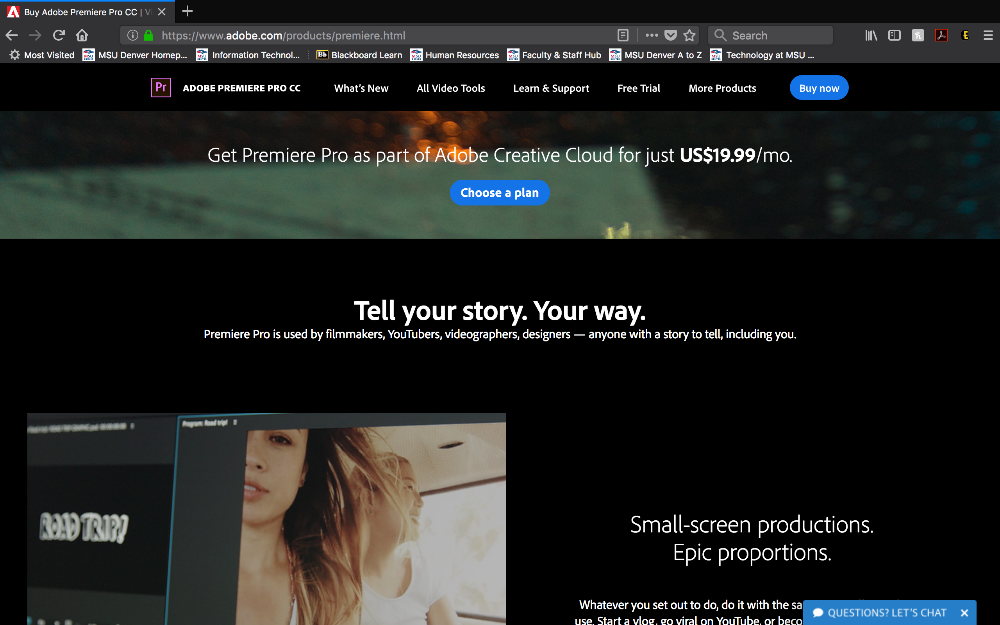 Buy Adobe Premiere Pro CC | Vi
https://www.adobe.com/products/premiere.html
Search
Most Visited
MSU Denver Homep...
Information Technol...
Bb Blackboard Learn
Human Resources
Faculty & Staff Hub
MSU Denver A to Z
Technology at MSU ...
Pr ADOBE PREMIERE PRO CC
What's New
All Video Tools
Learn & Support
Free Trial
More Products
Buy now
Get Premiere Pro as part of Adobe Creative Cloud for just US$19.99/mo.
Choose a plan
Tell your story. Your way.
Premiere Pro is used by filmmakers, YouTubers, videographers, designers — anyone with a story to tell, including you.
Program: Road trip!
ROAD TRIP!
Small-screen productions.
Epic proportions.
Whatever you set out to do, do it with the sa
use. Start a vlog, go viral on YouTube, or beco
QUESTIONS? LET'S CHAT